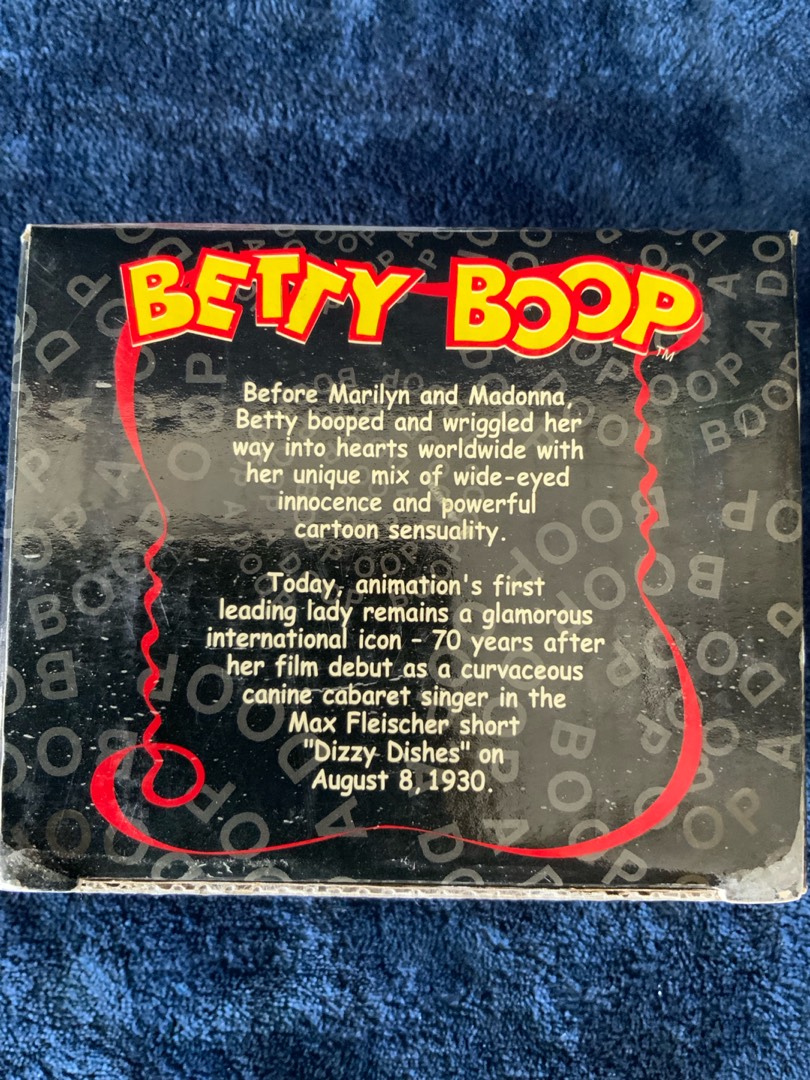 BETTY BOOP™
Before Marilyn and Madonna,
Betty booped and wriggled her
way into hearts worldwide with
her unique mix of wide-eyed
innocence and powerful
cartoon sensuality.
Today, animation's first
leading lady remains a glamorous
international icon - 70 years after
her film debut as a curvaceous
canine cabaret singer in the
Max Fleischer short
"Dizzy Dishes" on
August 8, 1930.